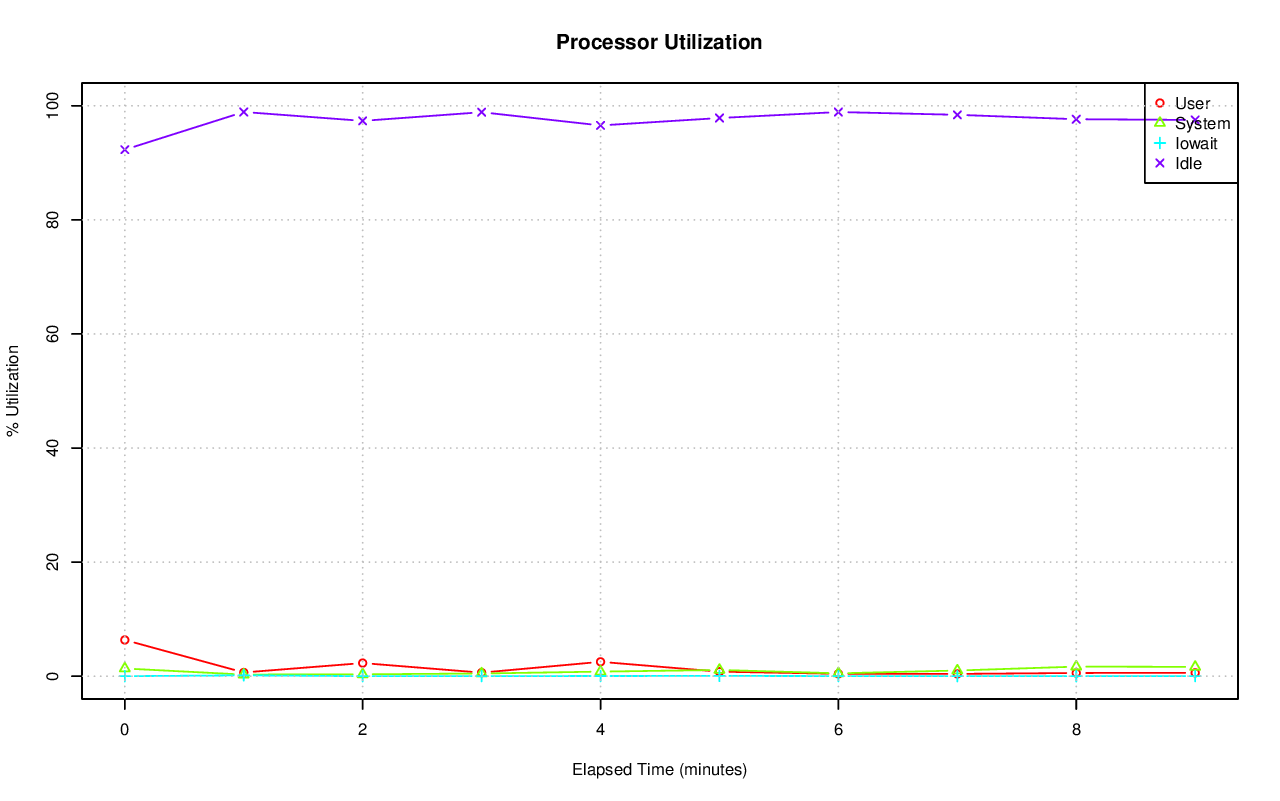 Processor Utilization
% Utilization
100
80
60
40
20
0
User
System
Iowait
Idle
0 2 4 6 8
Elapsed Time (minutes)